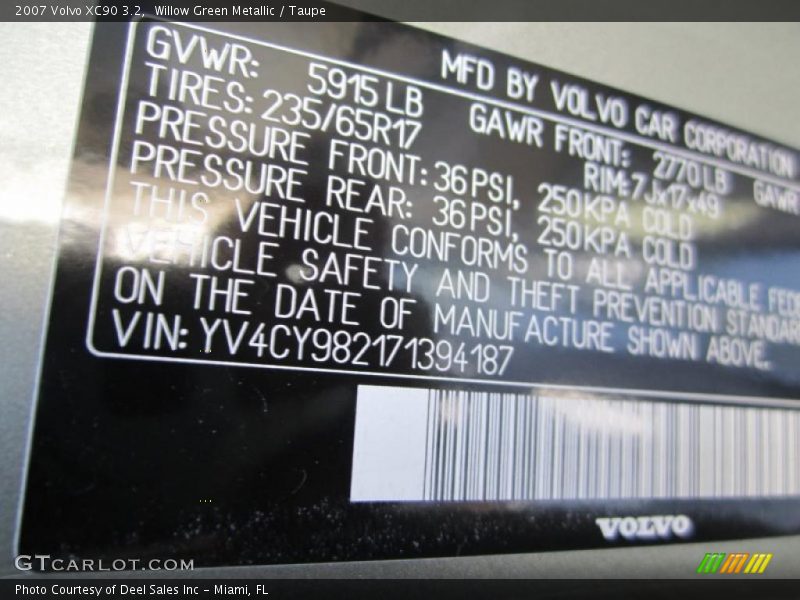 2007 Volvo XC90 3.2, Willow Green Metallic / Taupe
MFD BY VOLVO CAR CORPORATION
GVWR: 5915 LB GAWR FRONT: 2770 LB GAWR
TIRES: 235/65R17 RIM: 7Jx17x49
PRESSURE FRONT: 36 PSI, 250 KPA COLD
PRESSURE REAR: 36 PSI, 250 KPA COLD
THIS VEHICLE CONFORMS TO ALL APPLICABLE
VEHICLE SAFETY AND THEFT PREVENTION STANDAR
ON THE DATE OF MANUFACTURE SHOWN ABOVE.
VIN: YV4CY982171394187
VOLVO
GTCARLOT.COM
Photo Courtesy of Deel Sales Inc - Miami, FL